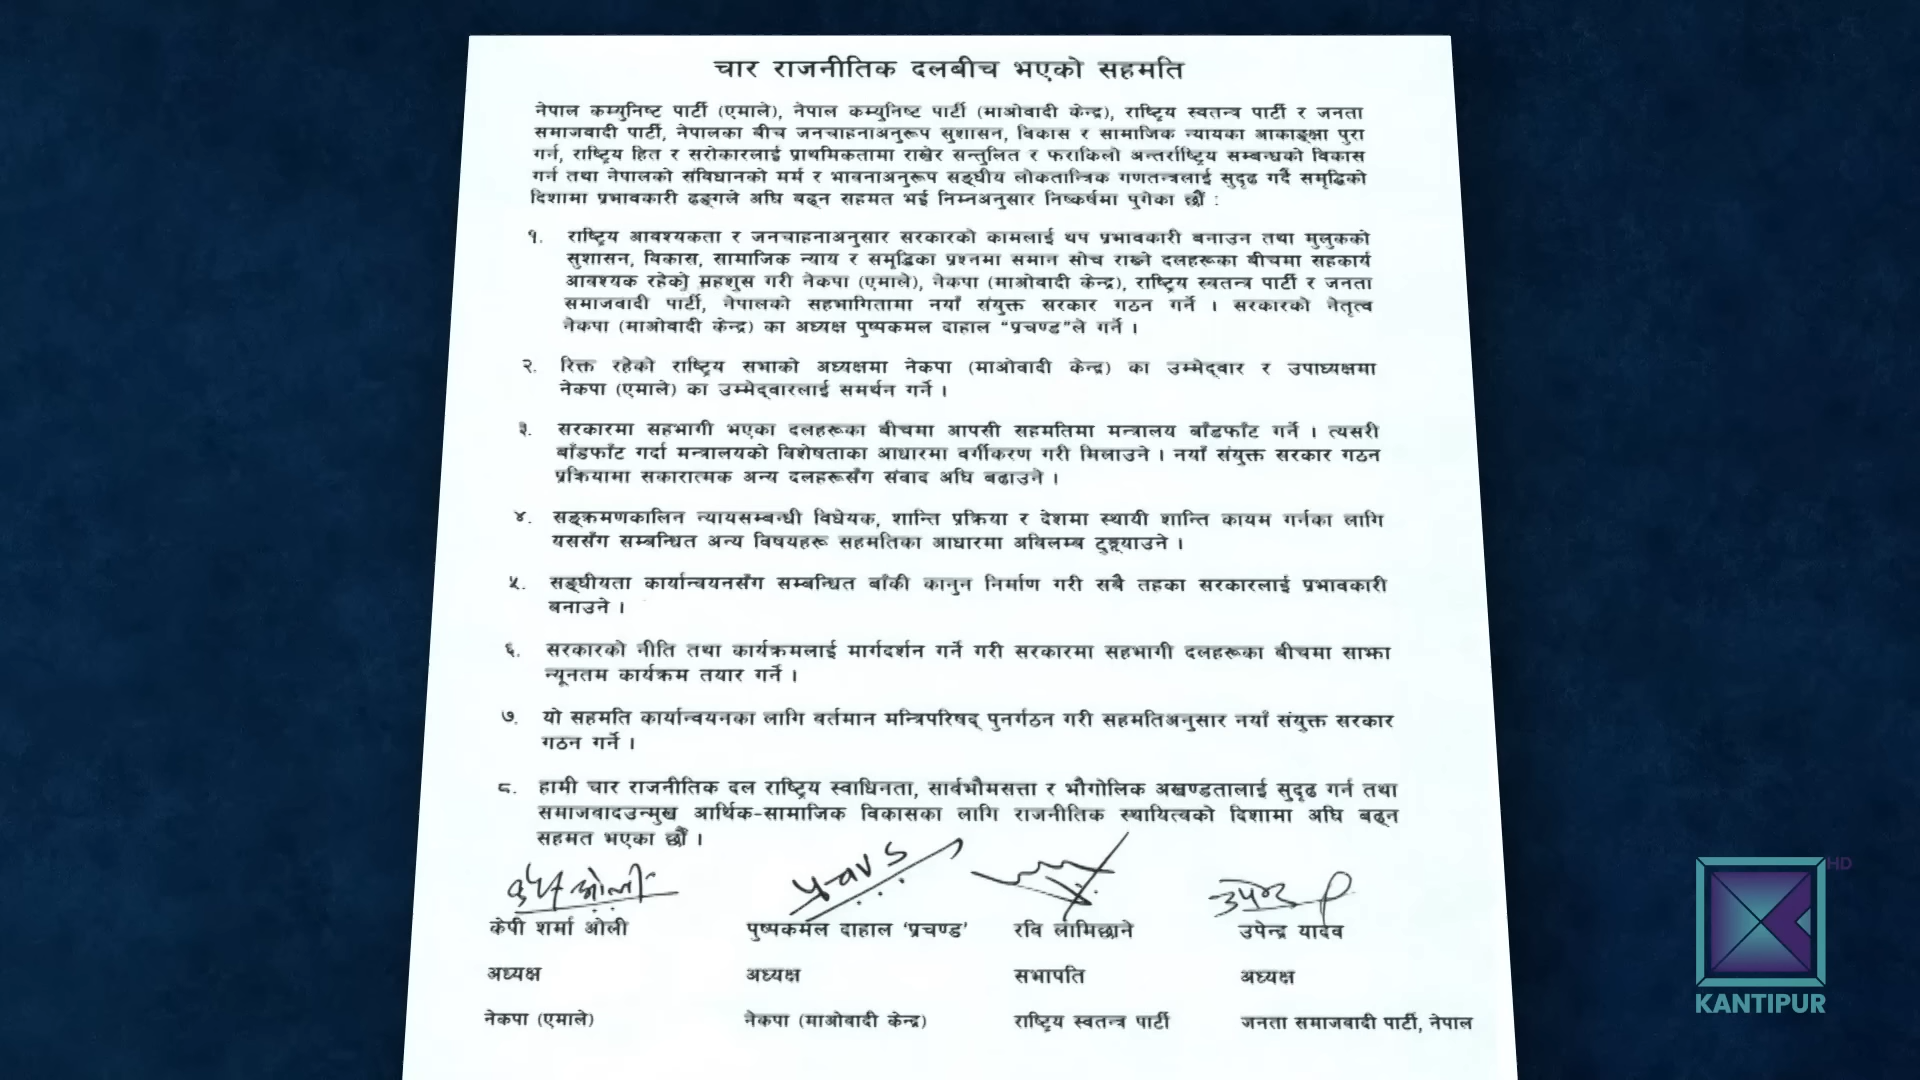 चार राजनीतिक दलबीच भएको सहमति
नेपाल कम्युनिष्ट पार्टी (एमाले), नेपाल कम्युनिष्ट पार्टी (माओवादी केन्द्र), राष्ट्रिय स्वतन्त्र पार्टी र जनता
समाजवादी पार्टी, नेपालका बीच जनचाहनाअनुरूप सुशासन, विकास र सामाजिक न्यायका आकाङ्क्षा पुरा
गर्न, राष्ट्रिय हित र सरोकारलाई प्राथमिकतामा राखेर सन्तुलित र फराकिलो अन्तर्राष्ट्रिय सम्बन्धको विकास
गर्न तथा नेपालको संविधानको मर्म र भावनाअनुरूप सङ्घीय लोकतान्त्रिक गणतन्त्रलाई सुदृढ गर्दै समृद्धिको
दिशामा प्रभावकारी ढङ्गले अघि बढ्न सहमत भई निम्नअनुसार निष्कर्षमा पुगेका छौं :
१. राष्ट्रिय आवश्यकता र जनचाहनाअनुसार सरकारको कामलाई थप प्रभावकारी बनाउन तथा मुलुकको
सुशासन, विकास, सामाजिक न्याय र समृद्धिका प्रश्नमा समान सोच राख्ने दलहरूका बीचमा सहकार्य
आवश्यक रहेको महशुस गरी नेकपा (एमाले), नेकपा (माओवादी केन्द्र), राष्ट्रिय स्वतन्त्र पार्टी र जनता
समाजवादी पार्टी, नेपालको सहभागितामा नयाँ संयुक्त सरकार गठन गर्ने । सरकारको नेतृत्व
नेकपा (माओवादी केन्द्र) का अध्यक्ष पुष्पकमल दाहाल "प्रचण्ड"ले गर्ने ।
२. रिक्त रहेको राष्ट्रिय सभाको अध्यक्षमा नेकपा (माओवादी केन्द्र) का उम्मेद्वार र उपाध्यक्षमा
नेकपा (एमाले) का उम्मेद्वारलाई समर्थन गर्ने ।
३. सरकारमा सहभागी भएका दलहरूका बीचमा आपसी सहमतिमा मन्त्रालय बाँडफाँट गर्ने । त्यसरी
बाँडफाँट गर्दा मन्त्रालयको विशेषताका आधारमा वर्गीकरण गरी मिलाउने । नयाँ संयुक्त सरकार गठन
प्रक्रियामा सकारात्मक अन्य दलहरूसँग संवाद अघि बढाउने ।
४. सङ्क्रमणकालिन न्यायसम्बन्धी विधेयक, शान्ति प्रक्रिया र देशमा स्थायी शान्ति कायम गर्नका लागि
यससँग सम्बन्धित अन्य विषयहरू सहमतिका आधारमा अविलम्ब टुङ्ग्याउने ।
५. सङ्घीयता कार्यान्वयनसँग सम्बन्धित बाँकी कानुन निर्माण गरी सबै तहका सरकारलाई प्रभावकारी
बनाउने ।
६. सरकारको नीति तथा कार्यक्रमलाई मार्गदर्शन गर्ने गरी सरकारमा सहभागी दलहरूका बीचमा साझा
न्यूनतम कार्यक्रम तयार गर्ने ।
७. यो सहमति कार्यान्वयनका लागि बर्तमान मन्त्रिपरिषद् पुनर्गठन गरी सहमतिअनुसार नयाँ संयुक्त सरकार
गठन गर्ने ।
८. हामी चार राजनीतिक दल राष्ट्रिय स्वाधिनता, सार्वभौमसत्ता र भौगोलिक अखण्डतालाई सुदृढ गर्न तथा
समाजवादउन्मुख आर्थिक-सामाजिक विकासका लागि राजनीतिक स्थायित्वको दिशामा अघि बढ्न
सहमत भएका छौं ।
केपी शर्मा ओली पुष्पकमल दाहाल 'प्रचण्ड' रवि लामिछाने उपेन्द्र यादव
अध्यक्ष अध्यक्ष सभापति अध्यक्ष
नेकपा (एमाले) नेकपा (माओवादी केन्द्र) राष्ट्रिय स्वतन्त्र पार्टी जनता समाजवादी पार्टी, नेपाल
HD
KANTIPUR